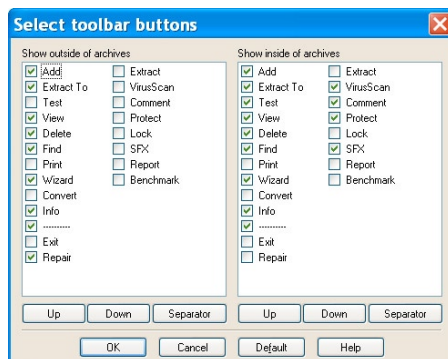 Select toolbar buttons
Show outside of archives
Add
Extract To
Test
View
Delete
Find
Print
Wizard
Convert
Info
----------
Exit
Repair
Extract
VirusScan
Comment
Protect
Lock
SFX
Report
Benchmark
Up Down Separator
Show inside of archives
Add
Extract To
Test
View
Delete
Find
Print
Wizard
Convert
Info
----------
Exit
Repair
Extract
VirusScan
Comment
Protect
Lock
SFX
Report
Benchmark
Up Down Separator
OK Cancel Default Help